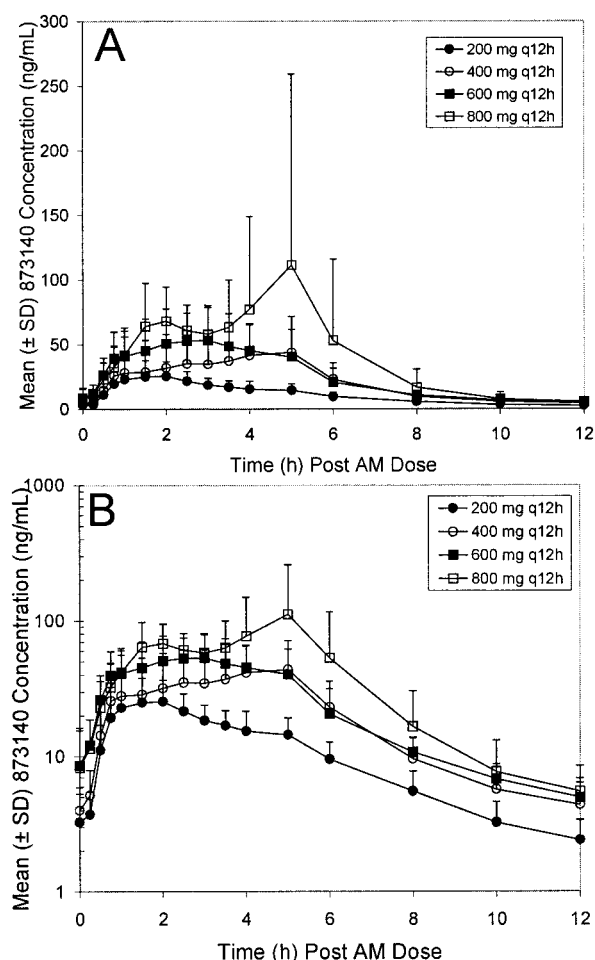 A
Mean (± SD) 873140 Concentration (ng/mL)
300
250
200
150
100
50
0
200 mg q12h
400 mg q12h
600 mg q12h
800 mg q12h
0 2 4 6 8 10 12
Time (h) Post AM Dose
B
Mean (± SD) 873140 Concentration (ng/mL)
1000
100
10
1
200 mg q12h
400 mg q12h
600 mg q12h
800 mg q12h
0 2 4 6 8 10 12
Time (h) Post AM Dose